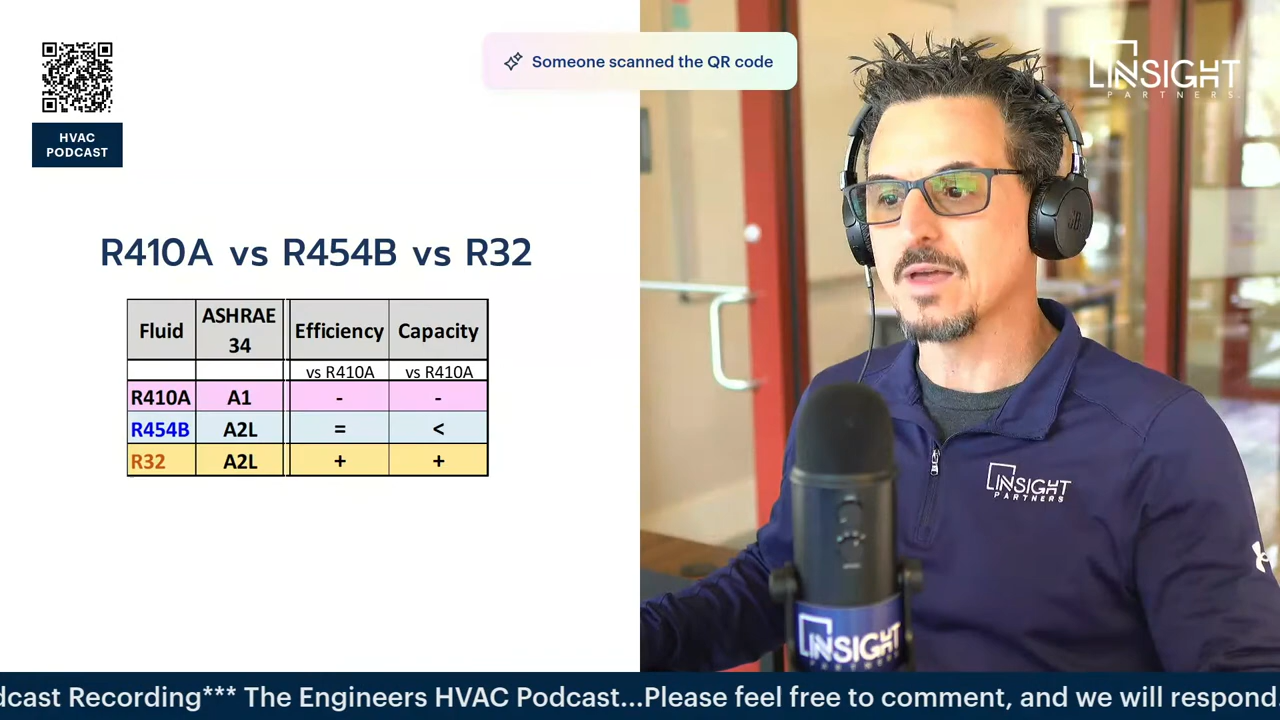 HVAC
PODCAST
Someone scanned the QR code
INSIGHT
PARTNERS
R410A vs R454B vs R32
Fluid ASHRAE 34 Efficiency Capacity
vs R410A vs R410A
R410A A1 - -
R454B A2L = <
R32 A2L + +
JBL
INSIGHT
PARTNERS
INSIGHT
PARTNERS
dcast Recording*** The Engineers HVAC Podcast...Please feel free to comment, and we will respond